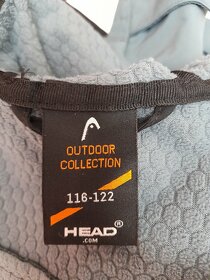 OUTDOOR
COLLECTION
116-122
HEAD®
.COM